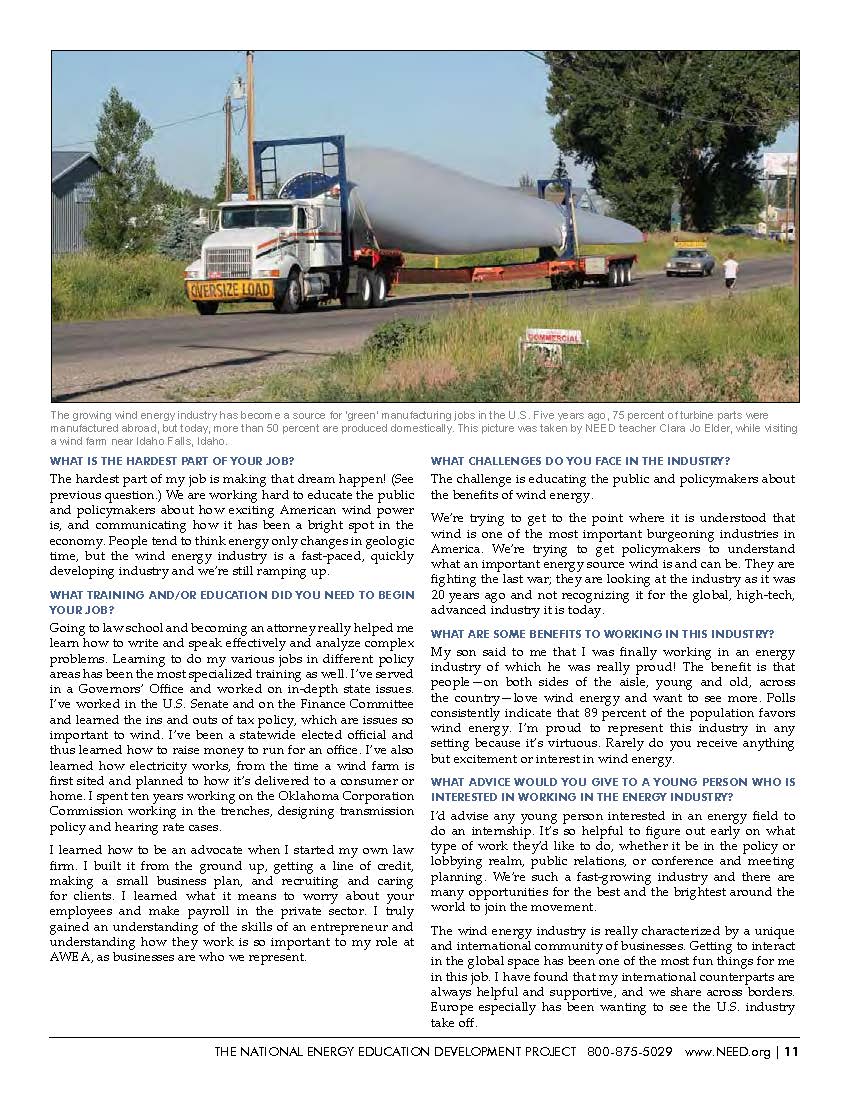 OVERSIZE LOAD
COMMERCIAL
The growing wind energy industry has become a source for 'green' manufacturing jobs in the U.S. Five years ago, 75 percent of turbine parts were
manufactured abroad, but today, more than 50 percent are produced domestically. This picture was taken by NEED teacher Clara Jo Elder, while visiting
a wind farm near Idaho Falls, Idaho.
WHAT IS THE HARDEST PART OF YOUR JOB?
The hardest part of my job is making that dream happen! (See
previous question.) We are working hard to educate the public
and policymakers about how exciting American wind power
is, and communicating how it has been a bright spot in the
economy. People tend to think energy only changes in geologic
time, but the wind energy industry is a fast-paced, quickly
developing industry and we're still ramping up.
WHAT TRAINING AND/OR EDUCATION DID YOU NEED TO BEGIN
YOUR JOB?
Going to law school and becoming an attorney really helped me
learn how to write and speak effectively and analyze complex
problems. Learning to do my various jobs in different policy
areas has been the most specialized training as well. I've served
in a Governors' Office and worked on in-depth state issues.
I've worked in the U.S. Senate and on the Finance Committee
and learned the ins and outs of tax policy, which are issues so
important to wind. I've been a statewide elected official and
thus learned how to raise money to run for an office. I've also
learned how electricity works, from the time a wind farm is
first sited and planned to how it's delivered to a consumer or
home. I spent ten years working on the Oklahoma Corporation
Commission working in the trenches, designing transmission
policy and hearing rate cases.
I learned how to be an advocate when I started my own law
firm. I built it from the ground up, getting a line of credit,
making a small business plan, and recruiting and caring
for clients. I learned what it means to worry about your
employees and make payroll in the private sector. I truly
gained an understanding of the skills of an entrepreneur and
understanding how they work is so important to my role at
AWEA, as businesses are who we represent.
WHAT CHALLENGES DO YOU FACE IN THE INDUSTRY?
The challenge is educating the public and policymakers about
the benefits of wind energy.
We're trying to get to the point where it is understood that
wind is one of the most important burgeoning industries in
America. We're trying to get policymakers to understand
what an important energy source wind is and can be. They are
fighting the last war; they are looking at the industry as it was
20 years ago and not recognizing it for the global, high-tech,
advanced industry it is today.
WHAT ARE SOME BENEFITS TO WORKING IN THIS INDUSTRY?
My son said to me that I was finally working in an energy
industry of which he was really proud! The benefit is that
people—on both sides of the aisle, young and old, across
the country—love wind energy and want to see more. Polls
consistently indicate that 89 percent of the population favors
wind energy. I'm proud to represent this industry in any
setting because it's virtuous. Rarely do you receive anything
but excitement or interest in wind energy.
WHAT ADVICE WOULD YOU GIVE TO A YOUNG PERSON WHO IS
INTERESTED IN WORKING IN THE ENERGY INDUSTRY?
I'd advise any young person interested in an energy field to
do an internship. It's so helpful to figure out early on what
type of work they'd like to do, whether it be in the policy or
lobbying realm, public relations, or conference and meeting
planning. We're such a fast-growing industry and there are
many opportunities for the best and the brightest around the
world to join the movement.
The wind energy industry is really characterized by a unique
and international community of businesses. Getting to interact
in the global space has been one of the most fun things for me
in this job. I have found that my international counterparts are
always helpful and supportive, and we share across borders.
Europe especially has been wanting to see the U.S. industry
take off.
THE NATIONAL ENERGY EDUCATION DEVELOPMENT PROJECT 800-875-5029 www.NEED.org | 11